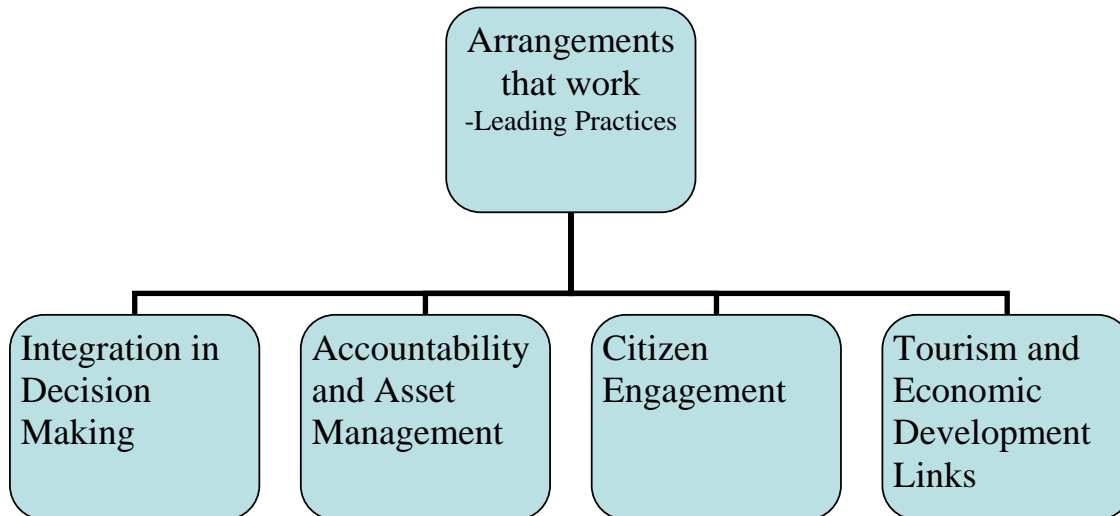 Arrangements
that work
-Leading Practices
Integration in
Decision
Making
Accountability
and Asset
Management
Citizen
Engagement
Tourism and
Economic
Development
Links